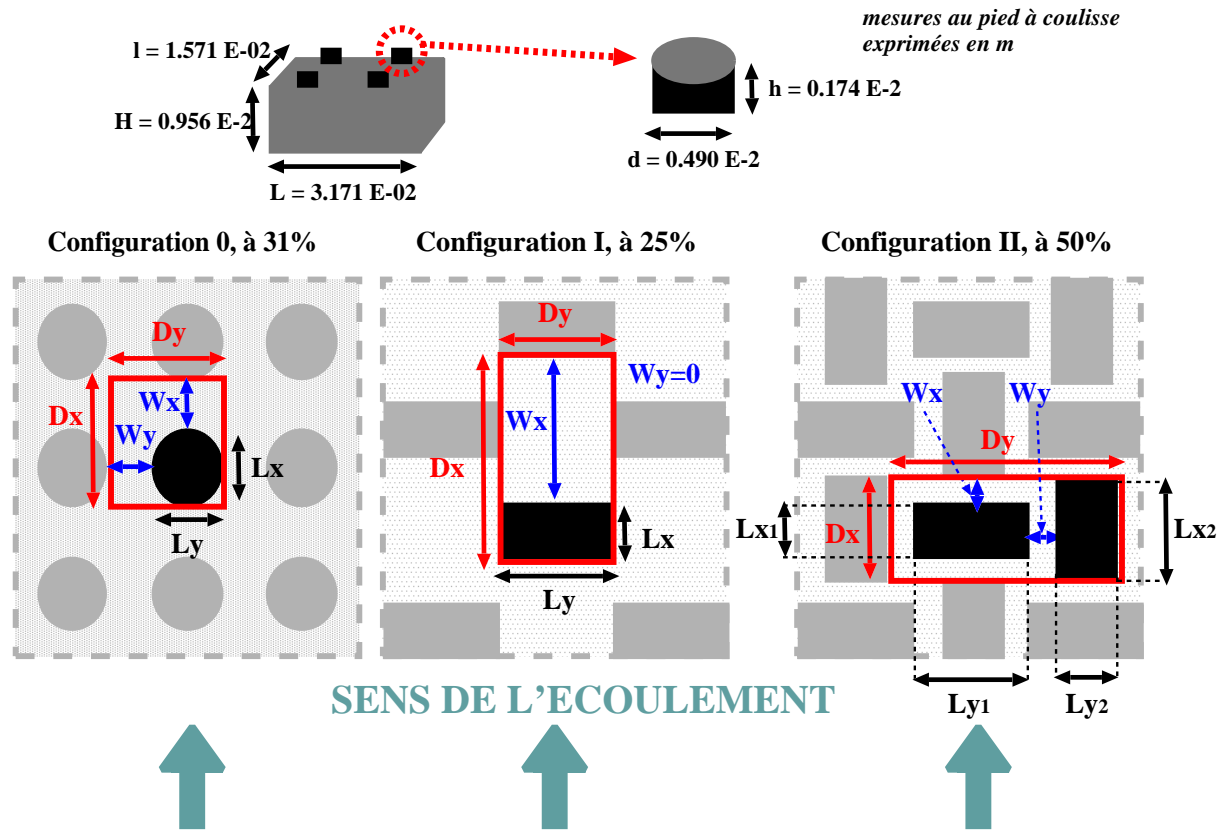 mesures au pied à coulisse
exprimées en m
l = 1.571 E-02
H = 0.956 E-2
L = 3.171 E-02
h = 0.174 E-2
d = 0.490 E-2
Configuration 0, à 31%
Configuration I, à 25%
Configuration II, à 50%
Dy
Dx
Wx
Wy
Lx
Ly
Dy
Wy=0
Wx
Dx
Lx
Ly
Wx
Wy
Dy
Lx1
Dx
Lx2
Ly1
Ly2
SENS DE L'ECOULEMENT